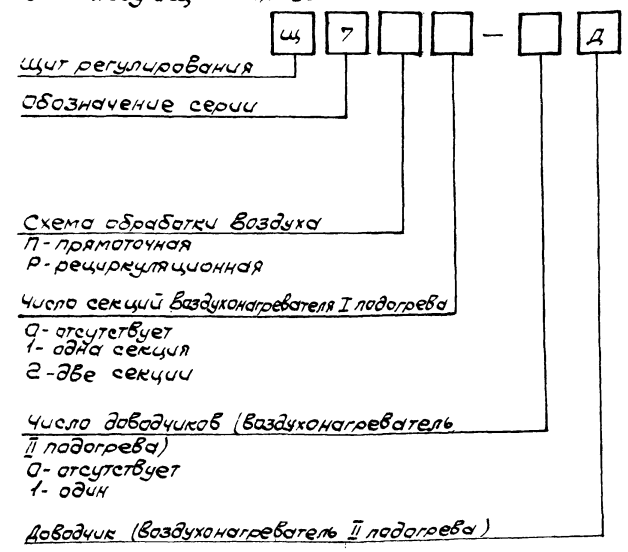 Щ 7 - Д
Щит регулирования
Обозначение серии
Схема обработки воздуха
П - прямоточная
Р - рециркуляционная
Число секций воздухонагревателя I подогрева
0 - отсутствует
1 - одна секция
2 - две секции
Число доводчиков (воздухонагреватель
II подогрева)
0 - отсутствует
1 - один
Доводчик (воздухонагреватель II подогрева)